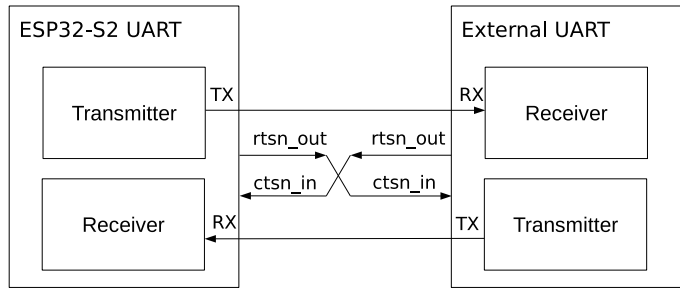 ESP32-S2 UART
External UART
TX
RX
Transmitter
Receiver
rtsn_out
rtsn_out
ctsn_in
ctsn_in
RX
TX
Receiver
Transmitter